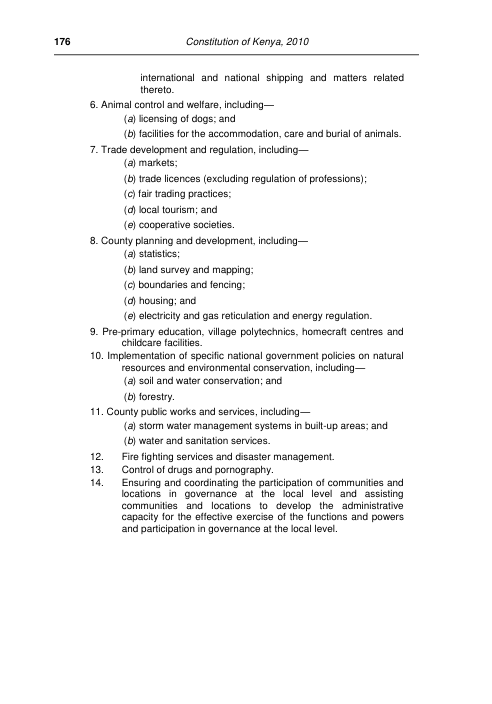 176 Constitution of Kenya, 2010
international and national shipping and matters related
thereto.
6. Animal control and welfare, including—
(a) licensing of dogs; and
(b) facilities for the accommodation, care and burial of animals.
7. Trade development and regulation, including—
(a) markets;
(b) trade licences (excluding regulation of professions);
(c) fair trading practices;
(d) local tourism; and
(e) cooperative societies.
8. County planning and development, including—
(a) statistics;
(b) land survey and mapping;
(c) boundaries and fencing;
(d) housing; and
(e) electricity and gas reticulation and energy regulation.
9. Pre-primary education, village polytechnics, homecraft centres and
childcare facilities.
10. Implementation of specific national government policies on natural
resources and environmental conservation, including—
(a) soil and water conservation; and
(b) forestry.
11. County public works and services, including—
(a) storm water management systems in built-up areas; and
(b) water and sanitation services.
12. Fire fighting services and disaster management.
13. Control of drugs and pornography.
14. Ensuring and coordinating the participation of communities and
locations in governance at the local level and assisting
communities and locations to develop the administrative
capacity for the effective exercise of the functions and powers
and participation in governance at the local level.